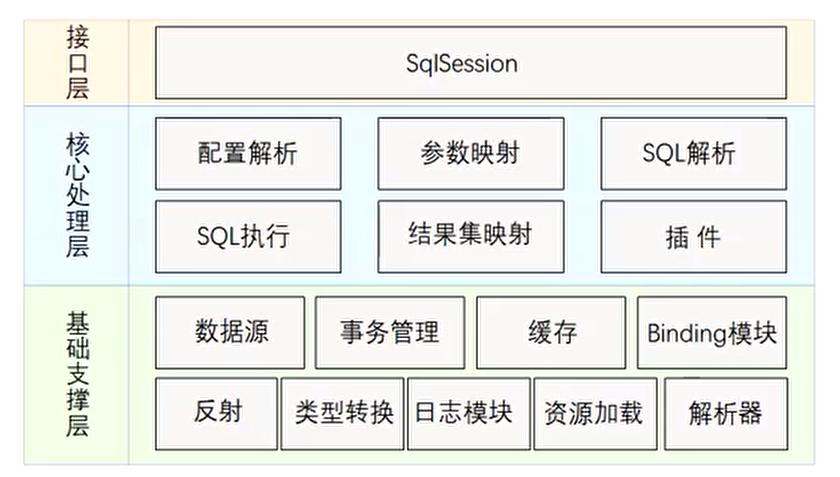 接口层
SqlSession
核心处理层
配置解析
参数映射
SQL解析
SQL执行
结果集映射
插 件
基础支撑层
数据源
事务管理
缓存
Binding模块
反射
类型转换
日志模块
资源加载
解析器